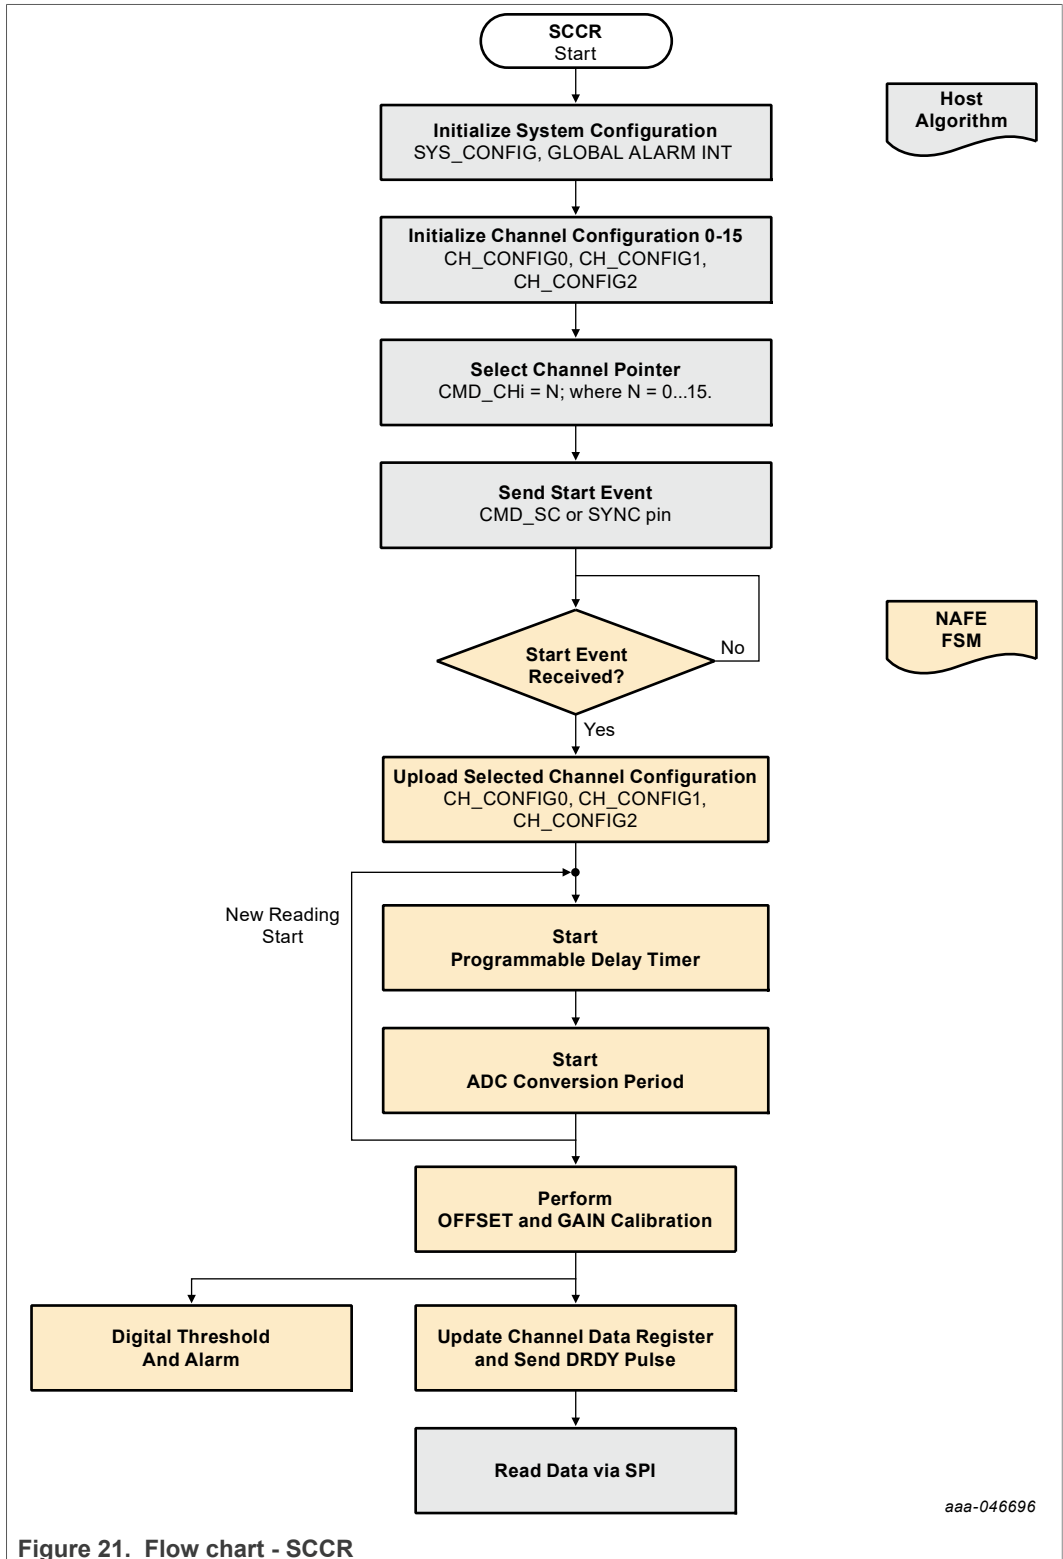 SCCR
Start
Host
Algorithm
Initialize System Configuration
SYS_CONFIG, GLOBAL ALARM INT
Initialize Channel Configuration 0-15
CH_CONFIG0, CH_CONFIG1,
CH_CONFIG2
Select Channel Pointer
CMD_CHi = N; where N = 0...15.
Send Start Event
CMD_SC or SYNC pin
NAFE
FSM
Start Event
Received?
No
Yes
Upload Selected Channel Configuration
CH_CONFIG0, CH_CONFIG1,
CH_CONFIG2
New Reading
Start
Start
Programmable Delay Timer
Start
ADC Conversion Period
Perform
OFFSET and GAIN Calibration
Digital Threshold
And Alarm
Update Channel Data Register
and Send DRDY Pulse
Read Data via SPI
aaa-046696
Figure 21. Flow chart - SCCR